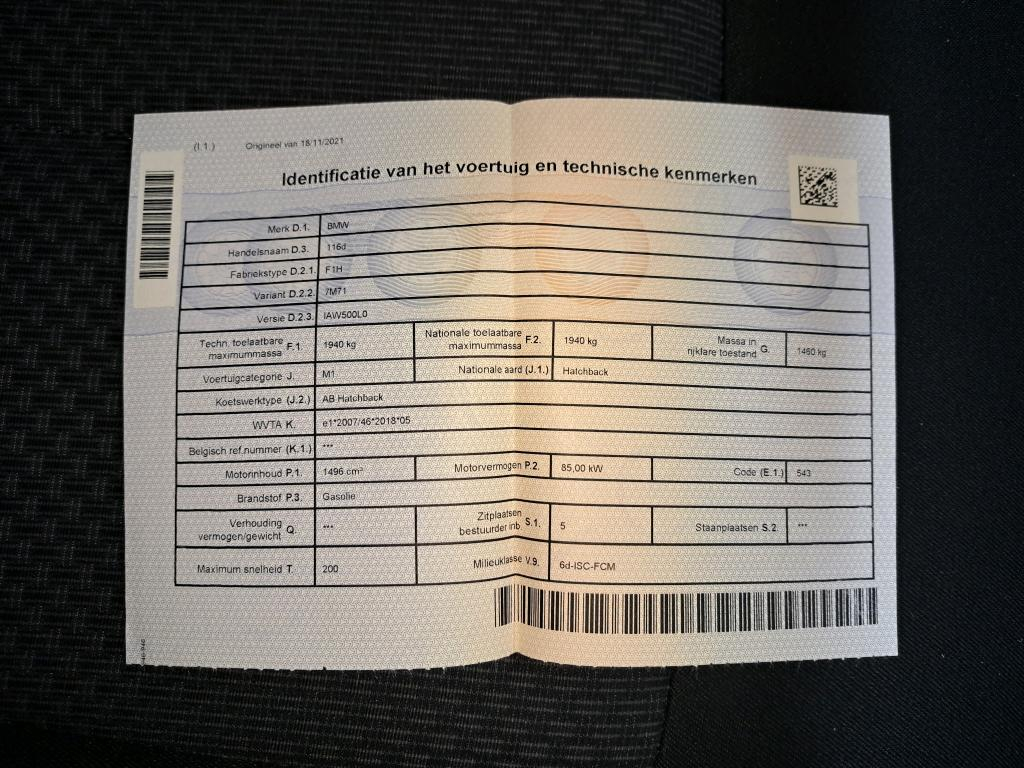 (I.1.) Origineel van 18/11/2021
Identificatie van het voertuig en technische kenmerken
Merk D.1. BMW
Handelsnaam D.3. 116d
Fabriekstype D.2.1. F1H
Variant D.2.2. 7M71
Versie D.2.3. IAW500L0
Techn. toelaatbare maximummassa F.1. 1940 kg Nationale toelaatbare maximummassa F.2. 1940 kg Massa in rijklare toestand G. 1460 kg
Voertuigcategorie J. M1 Nationale aard (J.1.) Hatchback
Koetswerktype (J.2.) AB Hatchback
WVTA K. e1*2007/46*2018*05
Belgisch ref.nummer (K.1.) ***
Motorinhoud P.1. 1496 cm³ Motorvermogen P.2. 85,00 kW Code (E.1.) 543
Brandstof P.3. Gasolie
Verhouding vermogen/gewicht Q. *** Zitplaatsen bestuurder inb. S.1. 5 Staanplaatsen S.2. ***
Maximum snelheid T. 200 Milieuklasse V.9. 6d-ISC-FCM